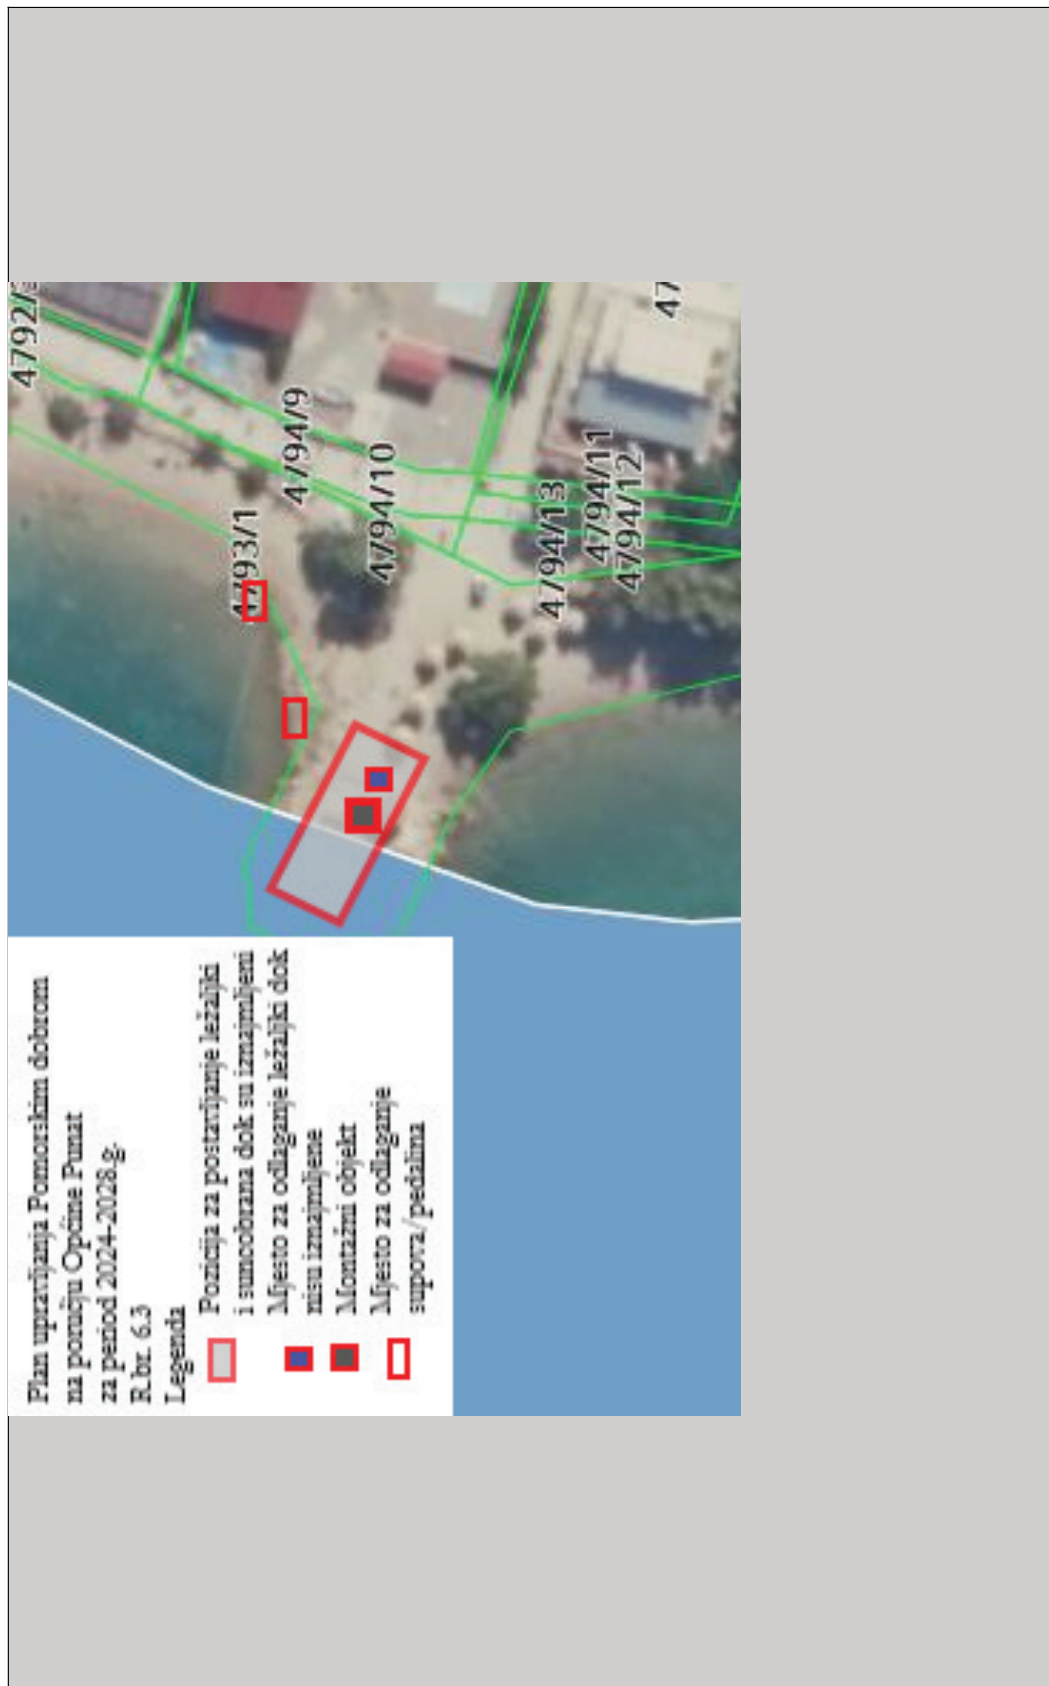 Plan upravljanja Pomorskim dobrom
na poručju Općine Punat
za period 2024-2028.g.
R.br. 6.3
Legenda
Pozicija za postavljanje ležaljki
i suncobrana dok su iznajmljeni
Mjesto za odlaganje ležaljki dok
nisu iznajmljene
Montažni objekt
Mjesto za odlaganje
supova/pedalina
4793/1
4794/9
4794/10
4794/13
4794/11
4794/12
47